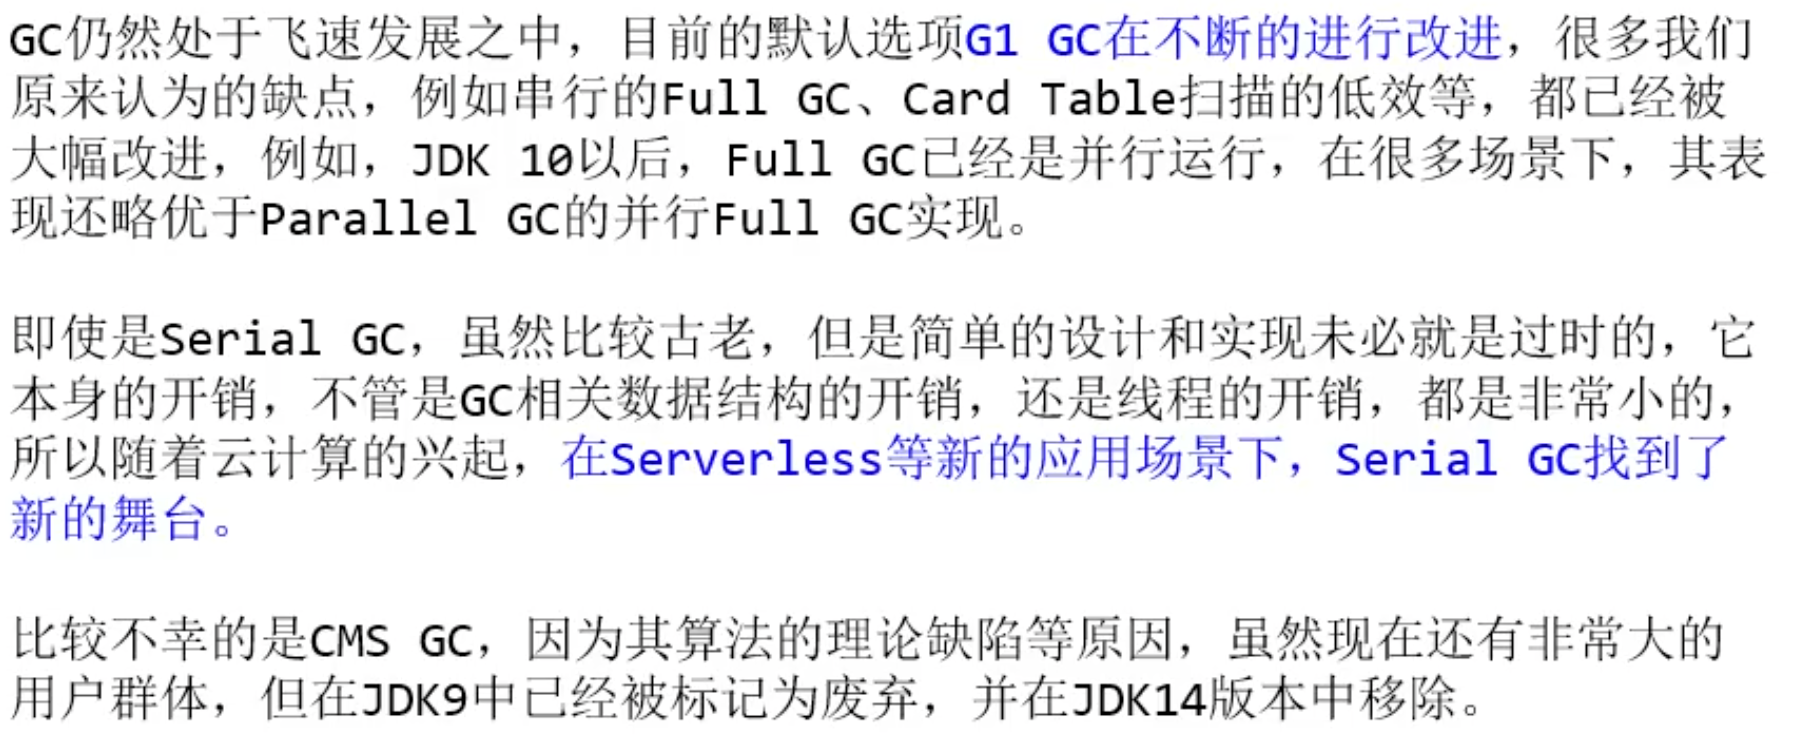 GC仍然处于飞速发展之中，目前的默认选项G1 GC在不断的进行改进，很多我们
原来认为的缺点，例如串行的Full GC、Card Table扫描的低效等，都已经被
大幅改进，例如，JDK 10以后，Full GC已经是并行运行，在很多场景下，其表
现还略优于Parallel GC的并行Full GC实现。
即使是Serial GC，虽然比较古老，但是简单的设计和实现未必就是过时的，它
本身的开销，不管是GC相关数据结构的开销，还是线程的开销，都是非常小的，
所以随着云计算的兴起，在Serverless等新的应用场景下，Serial GC找到了
新的舞台。
比较不幸的是CMS GC，因为其算法的理论缺陷等原因，虽然现在还有非常大的
用户群体，但在JDK9中已经被标记为废弃，并在JDK14版本中移除。